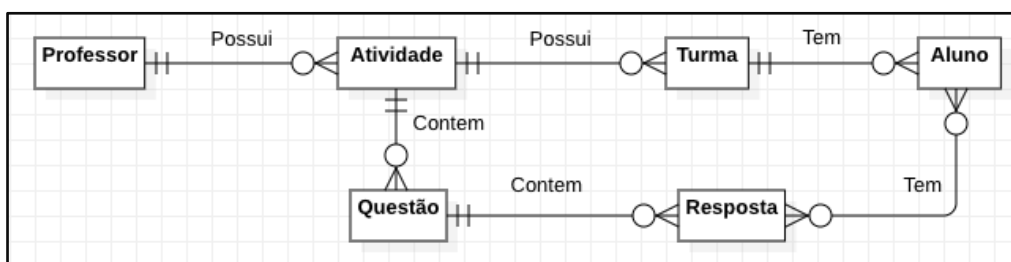 Possui
Possui
Tem
Professor
Atividade
Turma
Aluno
Contem
Contem
Tem
Questão
Resposta